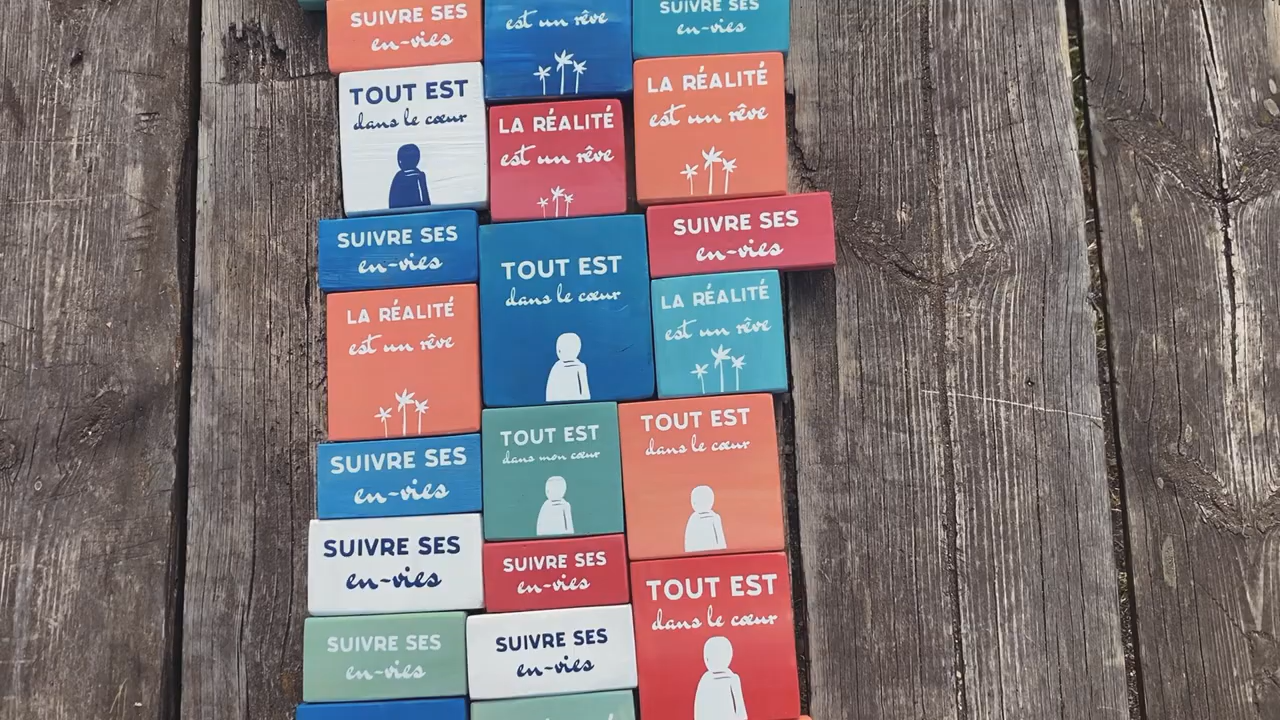 SUIVRE SES
en-vies
est un rêve
SUIVRE SES
en-vies
TOUT EST
dans le cœur
LA RÉALITÉ
est un rêve
LA RÉALITÉ
est un rêve
SUIVRE SES
en-vies
TOUT EST
dans le cœur
SUIVRE SES
en-vies
LA RÉALITÉ
est un rêve
LA RÉALITÉ
est un rêve
SUIVRE SES
en-vies
TOUT EST
dans mon cœur
TOUT EST
dans le cœur
SUIVRE SES
en-vies
SUIVRE SES
en-vies
TOUT EST
dans le cœur
SUIVRE SES
en-vies
SUIVRE SES
en-vies